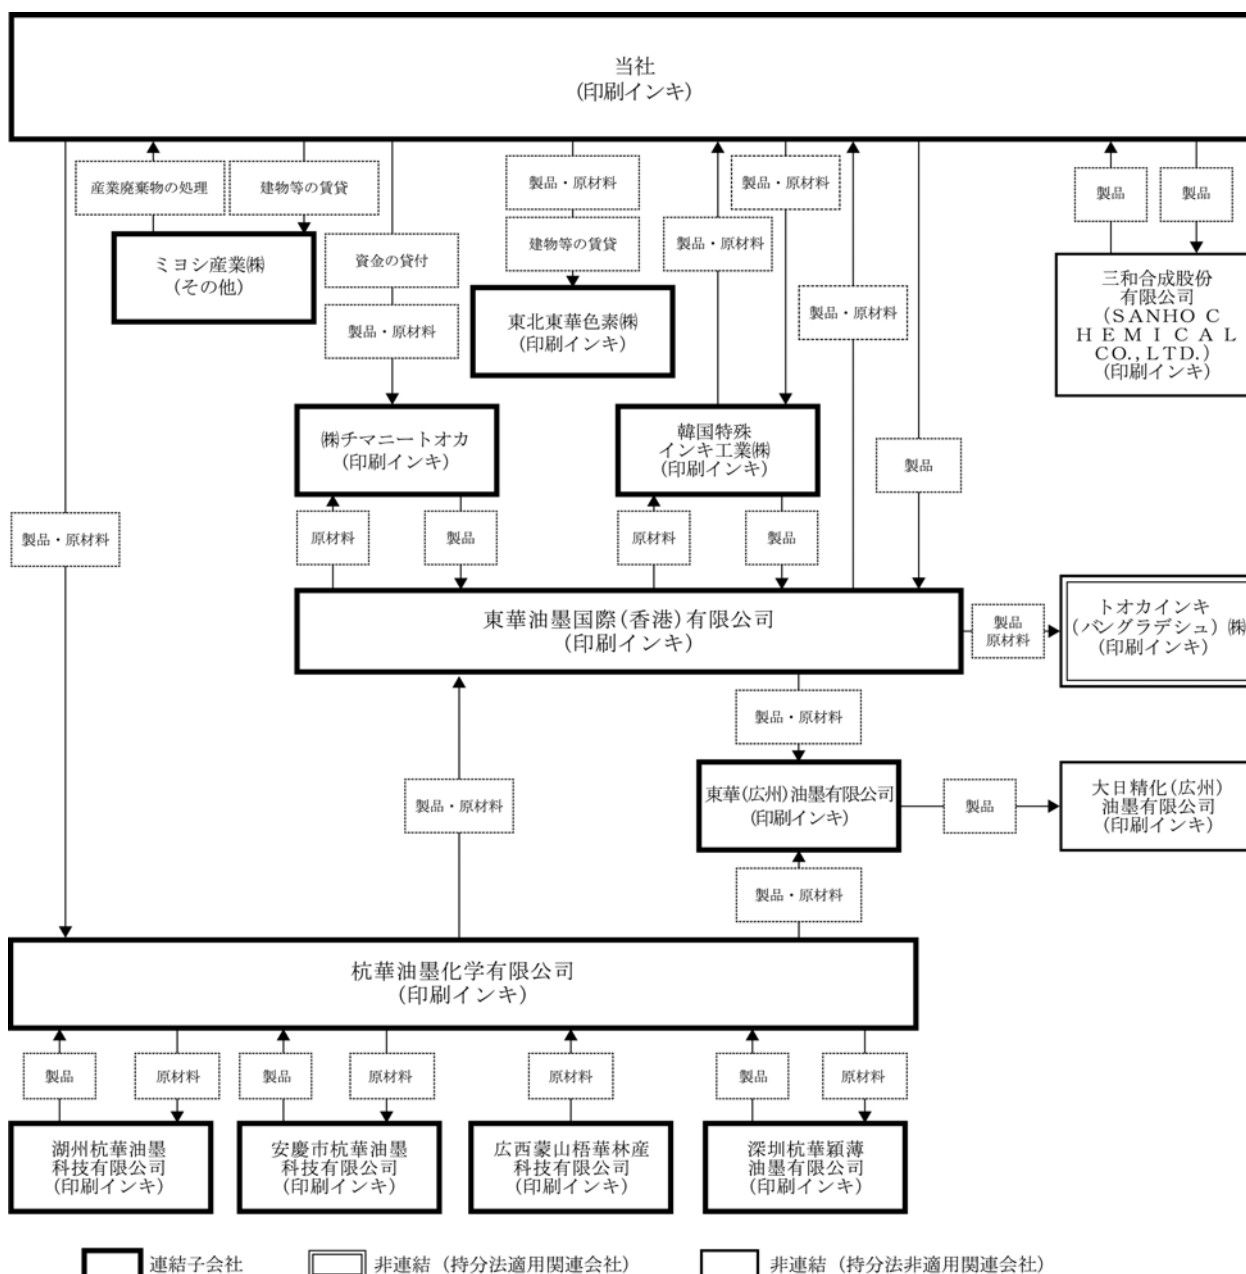 当社
(印刷インキ)
産業廃棄物の処理
建物等の賃貸
製品・原材料
製品・原材料
製品
製品
ミヨシ産業㈱
(その他)
資金の貸付
建物等の賃貸
製品・原材料
三和合成股份
有限公司
(SANHO C
HEMICAL
CO.,LTD.)
(印刷インキ)
製品・原材料
東北東華色素㈱
(印刷インキ)
製品・原材料
㈱チマニートオカ
(印刷インキ)
韓国特殊
インキ工業㈱
(印刷インキ)
製品
製品・原材料
原材料
製品
原材料
製品
東華油墨国際(香港)有限公司
(印刷インキ)
製品
原材料
トオカインキ
(バングラデシュ)㈱
(印刷インキ)
製品・原材料
製品・原材料
東華(広州)油墨有限公司
(印刷インキ)
製品
大日精化(広州)
油墨有限公司
(印刷インキ)
製品・原材料
杭華油墨化学有限公司
(印刷インキ)
製品
原材料
製品
原材料
原材料
製品
原材料
湖州杭華油墨
科技有限公司
(印刷インキ)
安慶市杭華油墨
科技有限公司
(印刷インキ)
広西蒙山梧華林産
科技有限公司
(印刷インキ)
深圳杭華穎薄
油墨有限公司
(印刷インキ)
連結子会社
非連結(持分法適用関連会社)
非連結(持分法非適用関連会社)